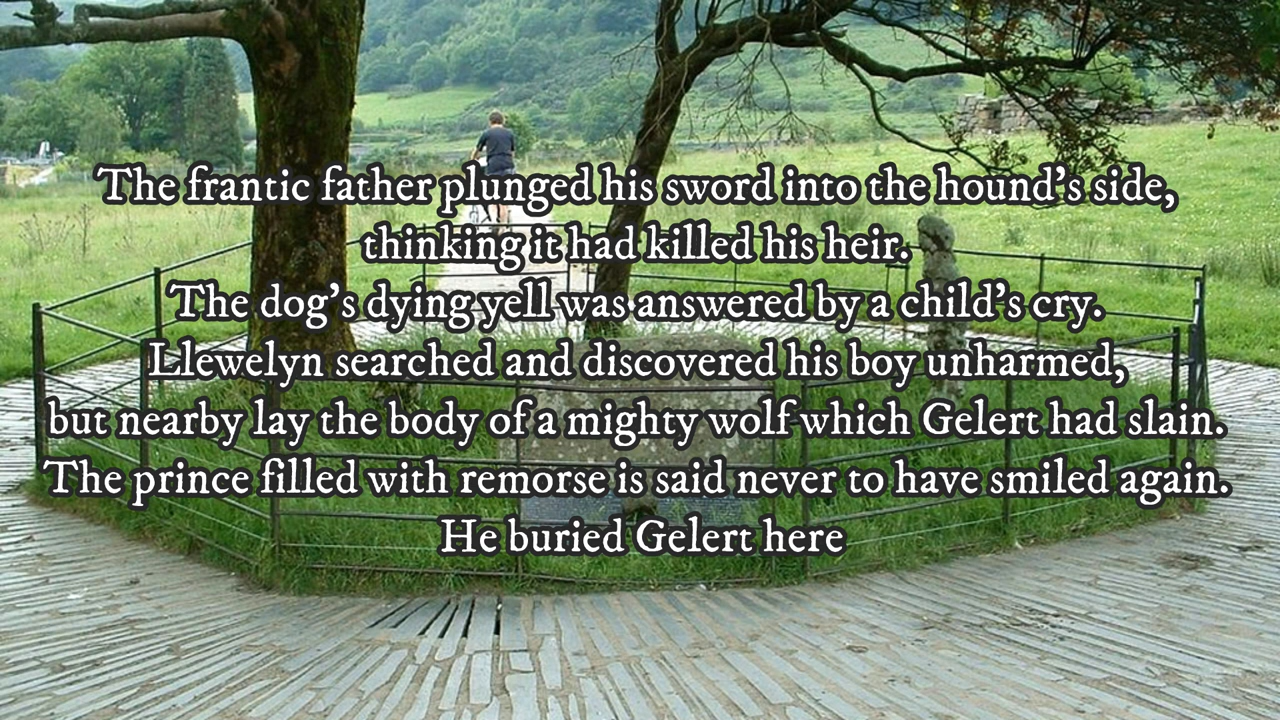 The frantic father plunged his sword into the hound's side,
thinking it had killed his heir.
The dog's dying yell was answered by a child's cry.
Llewelyn searched and discovered his boy unharmed,
but nearby lay the body of a mighty wolf which Gelert had slain.
The prince filled with remorse is said never to have smiled again.
He buried Gelert here